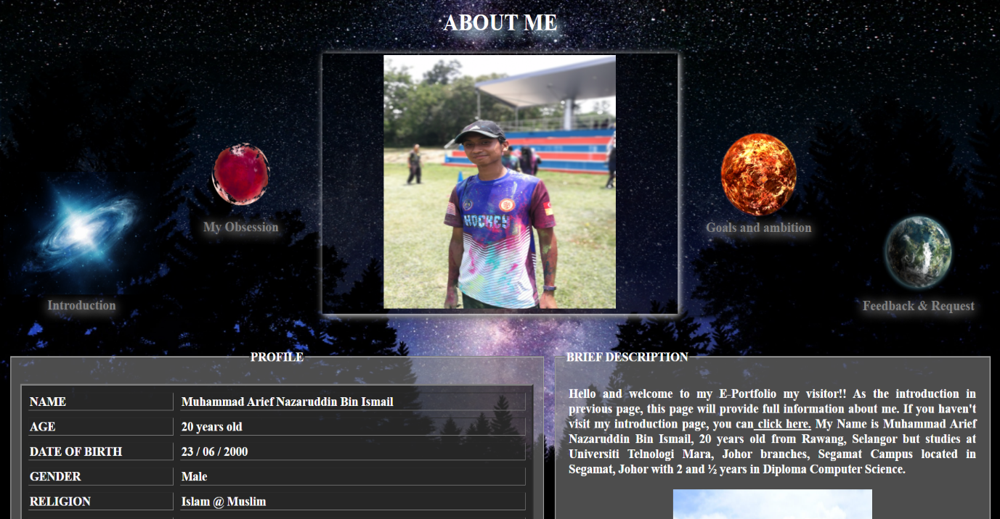 ABOUT ME
HOCKEY
My Obsession
Goals and ambition
Introduction
Feedback & Request
PROFILE
NAME Muhammad Arief Nazaruddin Bin Ismail
AGE 20 years old
DATE OF BIRTH 23 / 06 / 2000
GENDER Male
RELIGION Islam @ Muslim
BRIEF DESCRIPTION
Hello and welcome to my E-Portfolio my visitor!! As the introduction in
previous page, this page will provide full information about me. If you haven't
visit my introduction page, you can click here. My Name is Muhammad Arief
Nazaruddin Bin Ismail, 20 years old from Rawang, Selangor but studies at
Universiti Telnologi Mara, Johor branches, Segamat Campus located in
Segamat, Johor with 2 and ½ years in Diploma Computer Science.